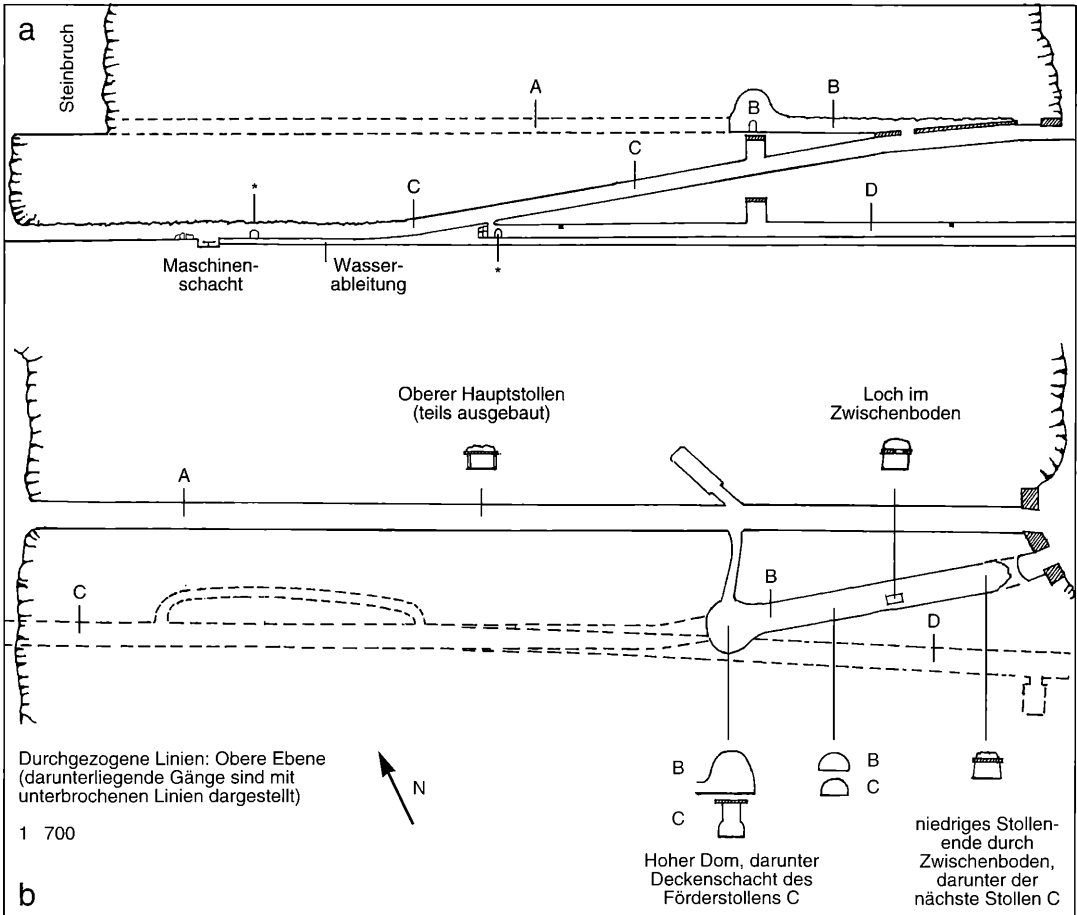 a
Steinbruch
A
B
B
C
C
*
D
*
Maschinen-
schacht
Wasser-
ableitung
Oberer Hauptstollen
(teils ausgebaut)
Loch im
Zwischenboden
A
C
B
D
Durchgezogene Linien: Obere Ebene
(darunterliegende Gänge sind mit
unterbrochenen Linien dargestellt)
1 700
N
B
C
B
C
Hoher Dom, darunter
Deckenschacht des
Förderstollens C
niedriges Stollen-
ende durch
Zwischenboden,
darunter der
nächste Stollen C
b